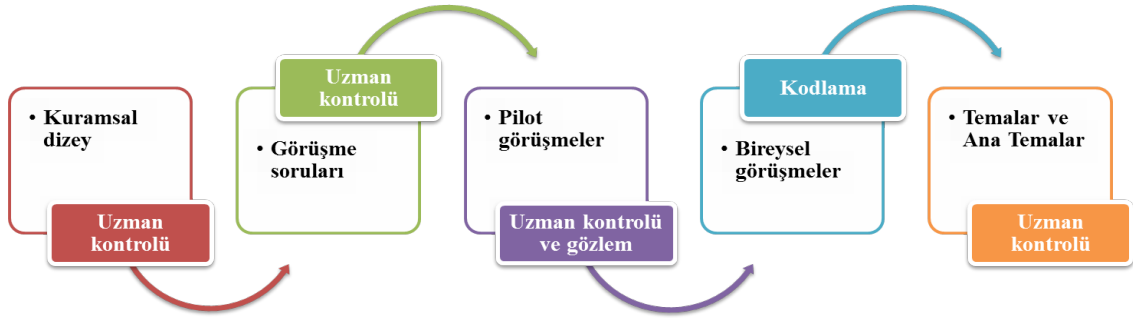 • Kuramsal
dizey
Uzman
kontrolü
Uzman
kontrolü
• Görüşme
soruları
• Pilot
görüşmeler
Uzman kontrolü
ve gözlem
Kodlama
• Bireysel
görüşmeler
• Temalar ve
Ana Temalar
Uzman
kontrolü